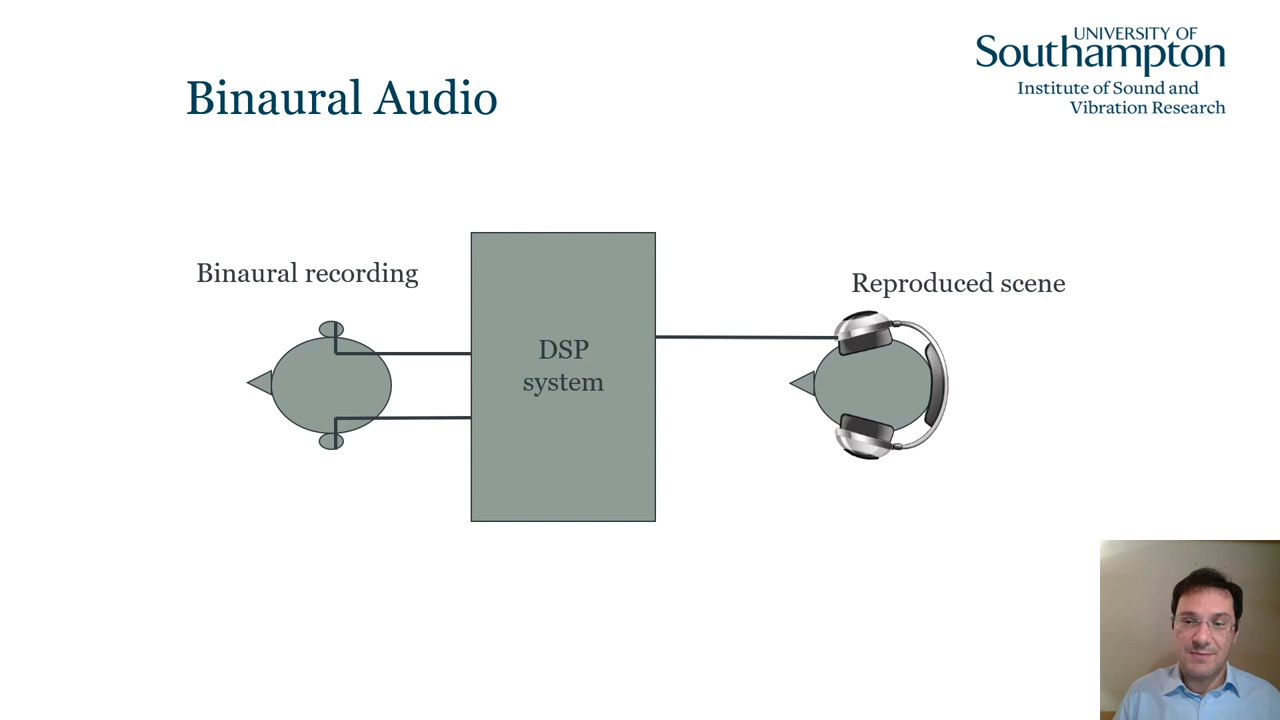 UNIVERSITY OF
Southampton
Institute of Sound and
Vibration Research
Binaural Audio
Binaural recording
Reproduced scene
DSP
system